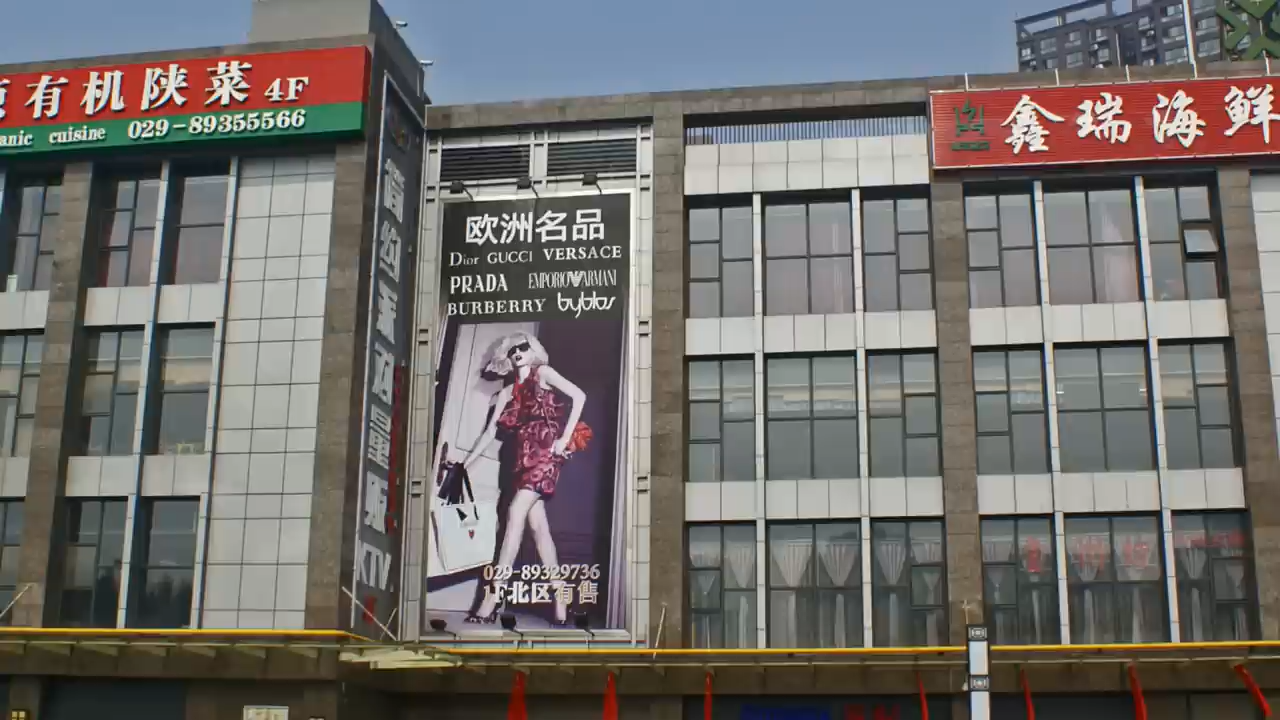 有机陕菜 4F
anic cuisine 029-89355566
欧洲名品
Dior GUCCI VERSACE
PRADA EMPORIO ARMANI
BURBERRY byblos
029-89329736
1F北区有售
KTV
鑫瑞海鲜